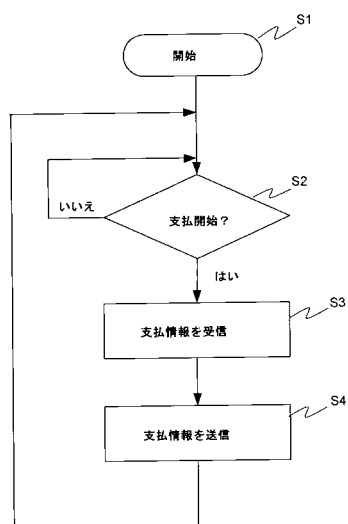 S1
開始
S2
支払開始？
いいえ
はい
S3
支払情報を受信
S4
支払情報を送信